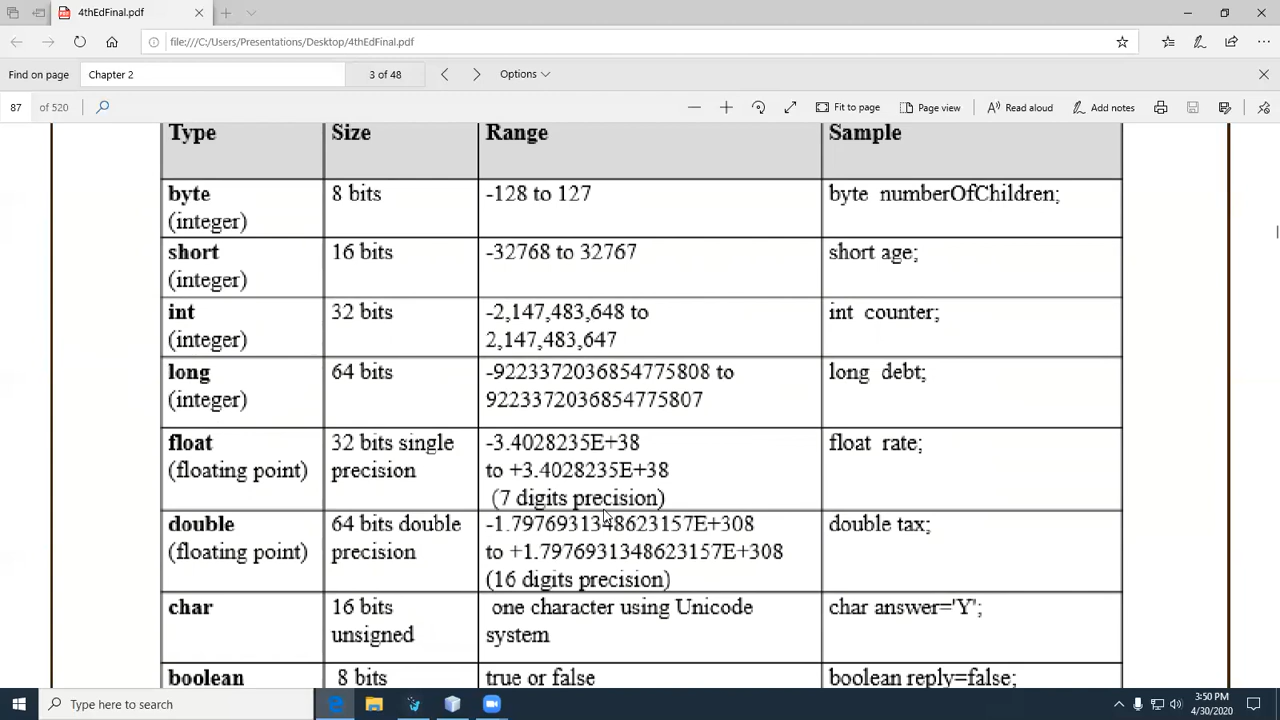 4thEdFinal.pdf
file:///C:/Users/Presentations/Desktop/4thEdFinal.pdf
Find on page
Chapter 2
3 of 48
Options
87
of 520
Fit to page
Page view
Read aloud
Add notes
Type
Size
Range
Sample
byte
(integer)
8 bits
-128 to 127
byte numberOfChildren;
short
(integer)
16 bits
-32768 to 32767
short age;
int
(integer)
32 bits
-2,147,483,648 to
2,147,483,647
int counter;
long
(integer)
64 bits
-9223372036854775808 to
9223372036854775807
long debt;
float
(floating point)
32 bits single
precision
-3.4028235E+38
to +3.4028235E+38
(7 digits precision)
float rate;
double
(floating point)
64 bits double
precision
-1.7976931348623157E+308
to +1.7976931348623157E+308
(16 digits precision)
double tax;
char
16 bits
unsigned
one character using Unicode
system
char answer='Y';
boolean
8 bits
true or false
boolean reply=false;
Type here to search
3:50 PM
4/30/2020